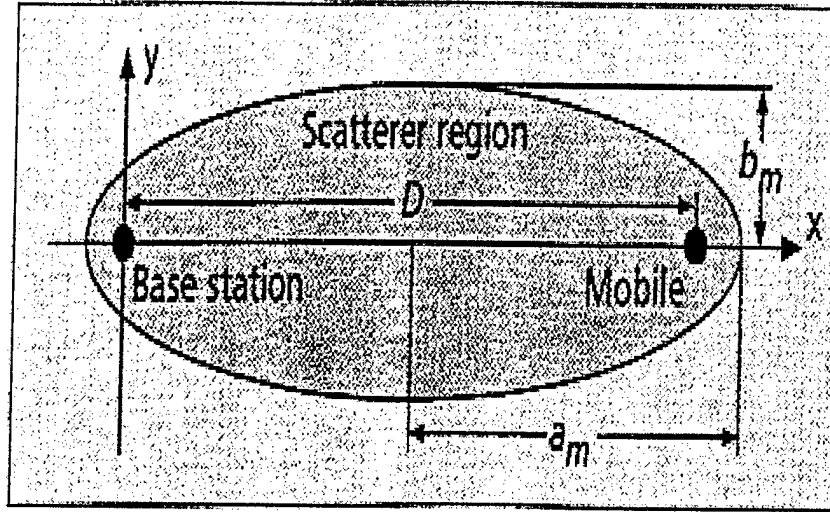 y
Scatterer region
b_m
D
x
Base station
Mobile
a_m